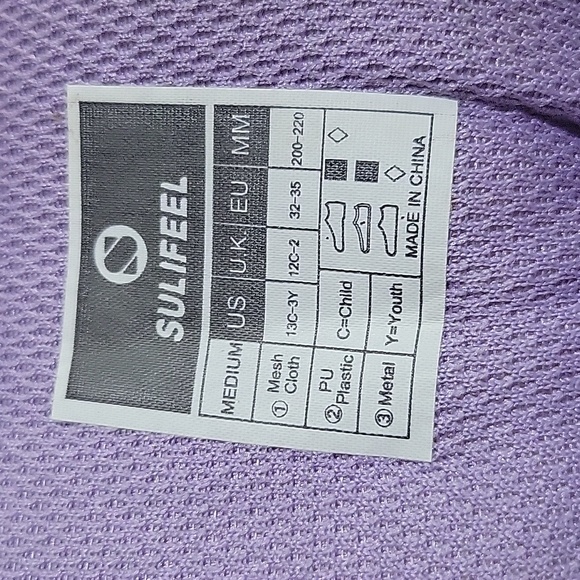 SULIFEEL
MEDIUM US U.K. EU MM
① Mesh Cloth 13C-3Y 12C-2 32-35 200-220
② PU Plastic C=Child
③ Metal Y=Youth
MADE IN CHINA